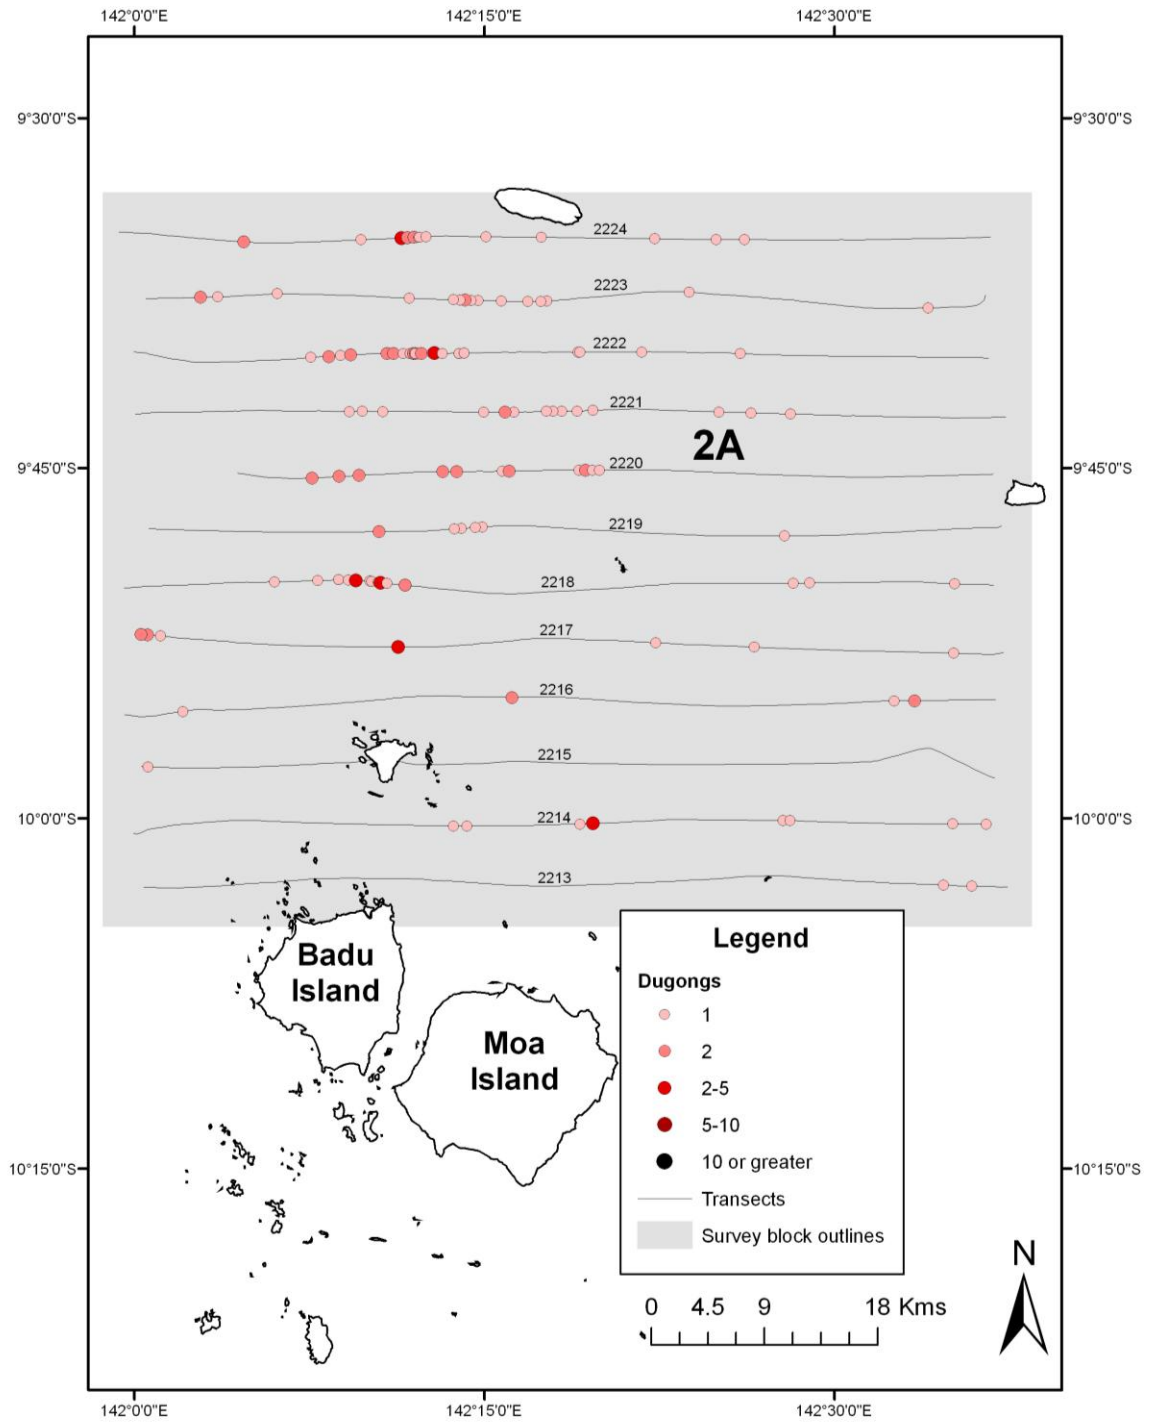 142°0'0"E 142°15'0"E 142°30'0"E
9°30'0"S 9°30'0"S
2224
2223
2222
2221
2A
9°45'0"S 2220 9°45'0"S
2219
2218
2217
2216
2215
10°0'0"S 2214 10°0'0"S
2213
Badu
Island
Moa
Island
Legend
Dugongs
1
2
2-5
5-10
10 or greater
Transects
Survey block outlines
10°15'0"S 10°15'0"S
N
0 4.5 9 18 Kms
142°0'0"E 142°15'0"E 142°30'0"E